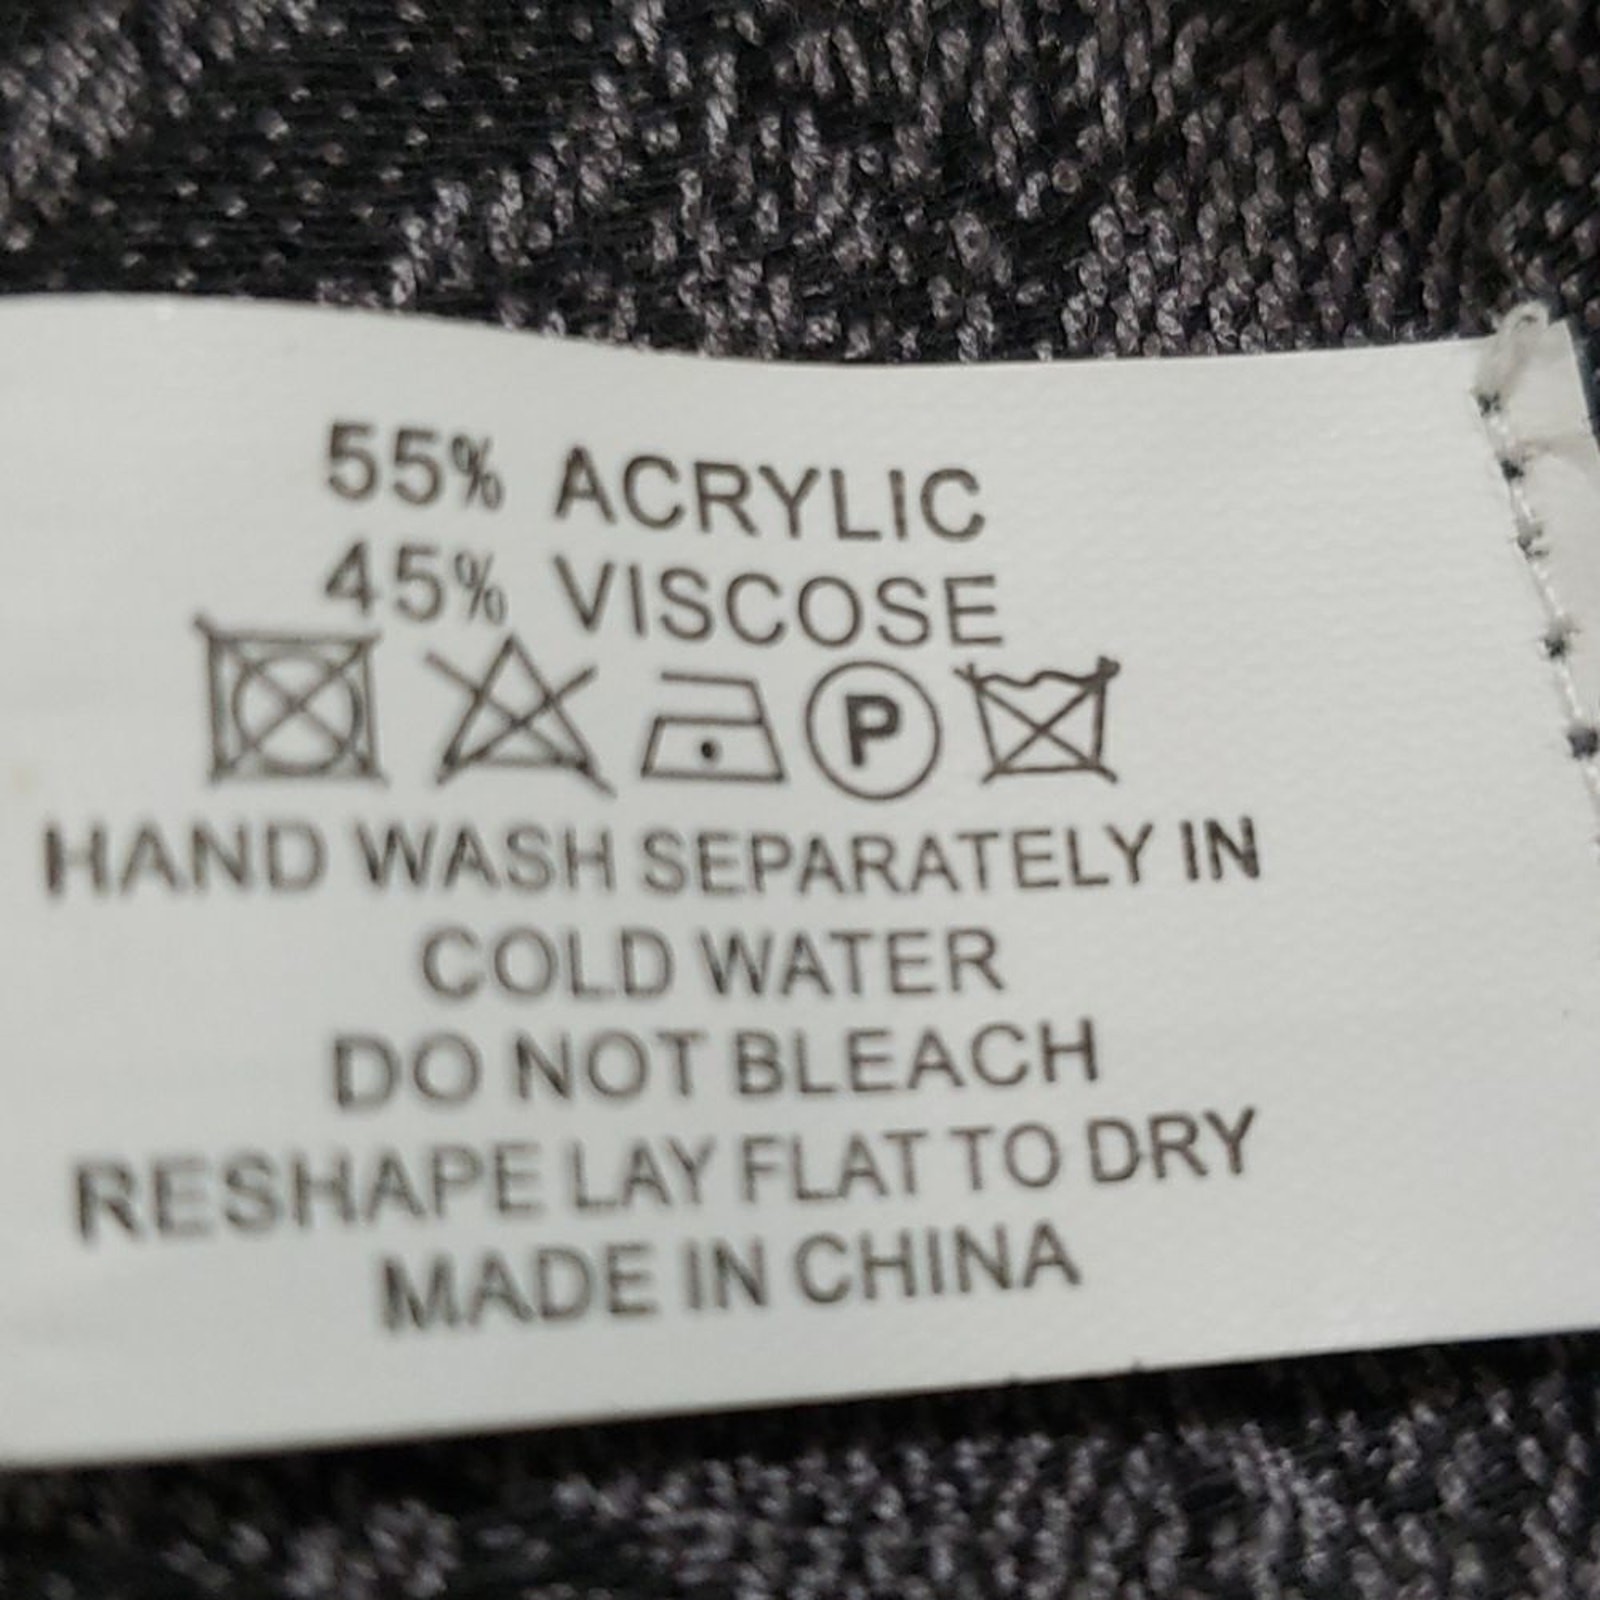 55% ACRYLIC
45% VISCOSE
P
HAND WASH SEPARATELY IN
COLD WATER
DO NOT BLEACH
RESHAPE LAY FLAT TO DRY
MADE IN CHINA